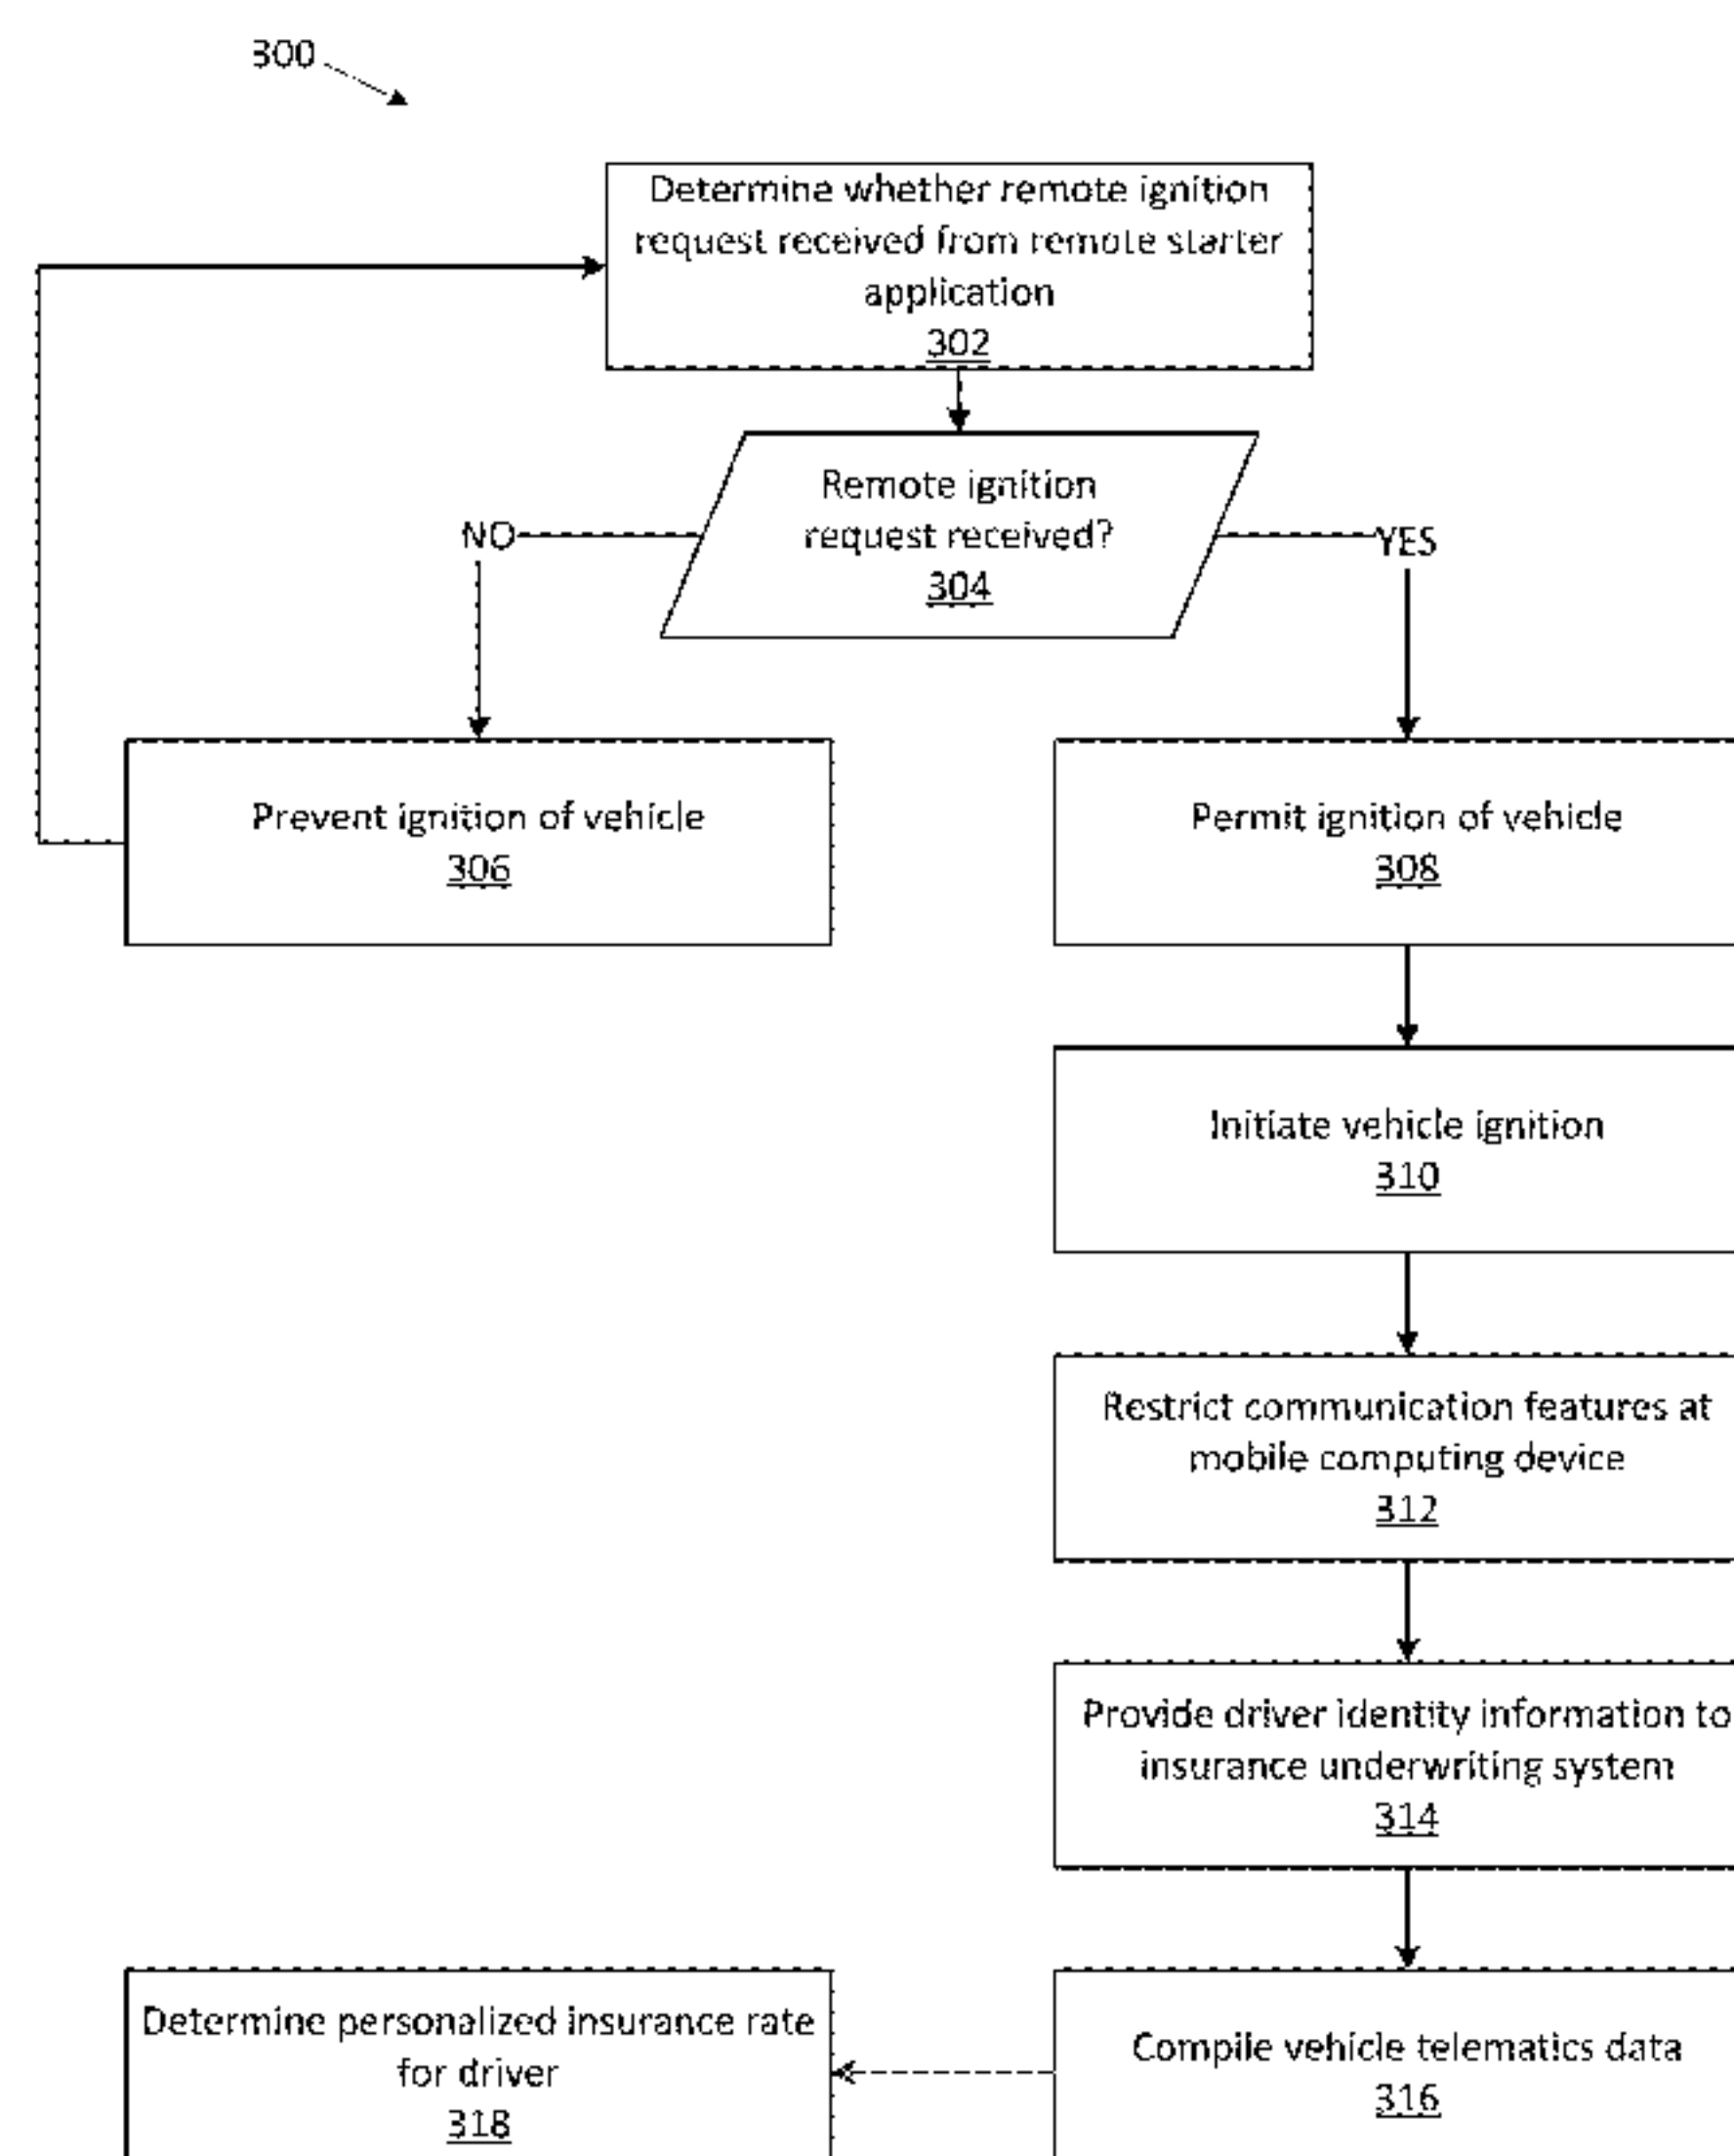 300
Determine whether remote ignition
request received from remote starter
application
302
Remote ignition
request received?
304
NO
YES
Prevent ignition of vehicle
306
Permit ignition of vehicle
308
Initiate vehicle ignition
310
Restrict communication features at
mobile computing device
312
Provide driver identity information to
insurance underwriting system
314
Determine personalized insurance rate
for driver
318
Compile vehicle telematics data
316